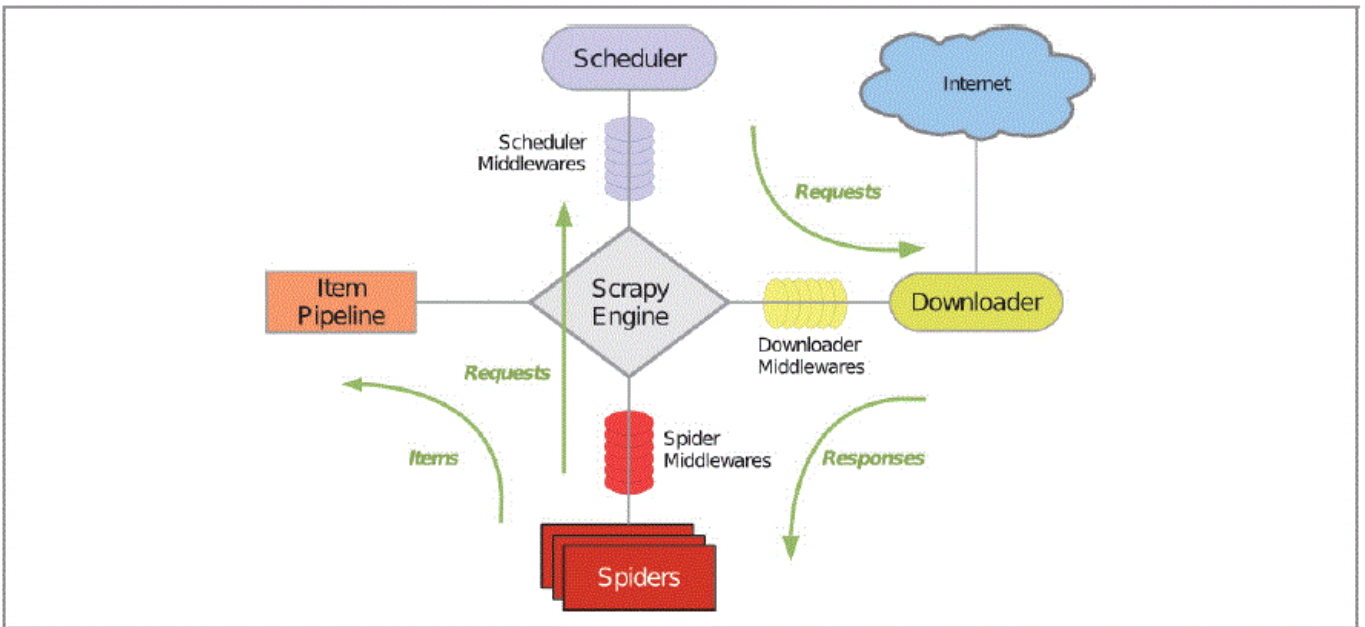 Scheduler
Internet
Scheduler
Middlewares
Requests
Item
Pipeline
Scrapy
Engine
Downloader
Downloader
Middlewares
Requests
Items
Spider
Middlewares
Responses
Spiders